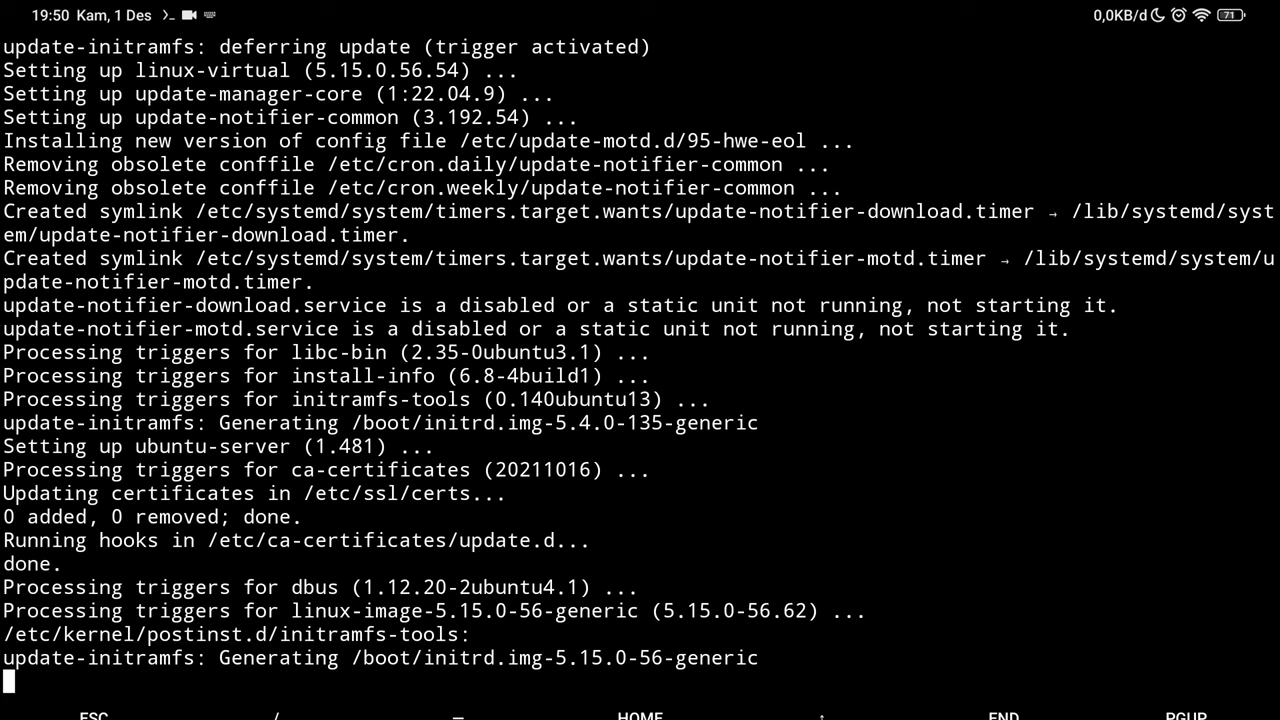 19:50 Kam, 1 Des
0,0KB/d 71
update-initramfs: deferring update (trigger activated)
Setting up linux-virtual (5.15.0.56.54) ...
Setting up update-manager-core (1:22.04.9) ...
Setting up update-notifier-common (3.192.54) ...
Installing new version of config file /etc/update-motd.d/95-hwe-eol ...
Removing obsolete conffile /etc/cron.daily/update-notifier-common ...
Removing obsolete conffile /etc/cron.weekly/update-notifier-common ...
Created symlink /etc/systemd/system/timers.target.wants/update-notifier-download.timer → /lib/systemd/syst
em/update-notifier-download.timer.
Created symlink /etc/systemd/system/timers.target.wants/update-notifier-motd.timer → /lib/systemd/system/u
pdate-notifier-motd.timer.
update-notifier-download.service is a disabled or a static unit not running, not starting it.
update-notifier-motd.service is a disabled or a static unit not running, not starting it.
Processing triggers for libc-bin (2.35-0ubuntu3.1) ...
Processing triggers for install-info (6.8-4build1) ...
Processing triggers for initramfs-tools (0.140ubuntu13) ...
update-initramfs: Generating /boot/initrd.img-5.4.0-135-generic
Setting up ubuntu-server (1.481) ...
Processing triggers for ca-certificates (20211016) ...
Updating certificates in /etc/ssl/certs...
0 added, 0 removed; done.
Running hooks in /etc/ca-certificates/update.d...
done.
Processing triggers for dbus (1.12.20-2ubuntu4.1) ...
Processing triggers for linux-image-5.15.0-56-generic (5.15.0-56.62) ...
/etc/kernel/postinst.d/initramfs-tools:
update-initramfs: Generating /boot/initrd.img-5.15.0-56-generic
ESC / — HOME ↑ END PGUP